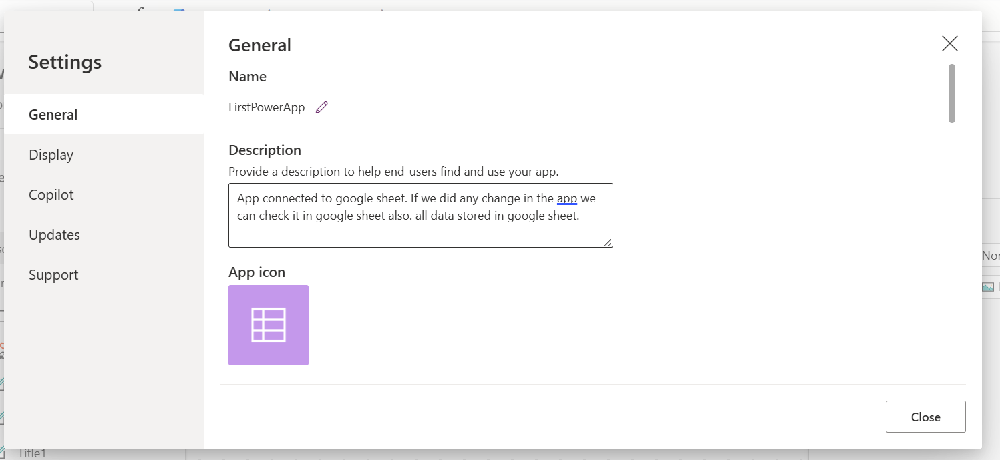 Settings
General
Display
Copilot
Updates
Support
General
Name
FirstPowerApp
Description
Provide a description to help end-users find and use your app.
App connected to google sheet. If we did any change in the app we
can check it in google sheet also. all data stored in google sheet.
App icon
Close
Title1